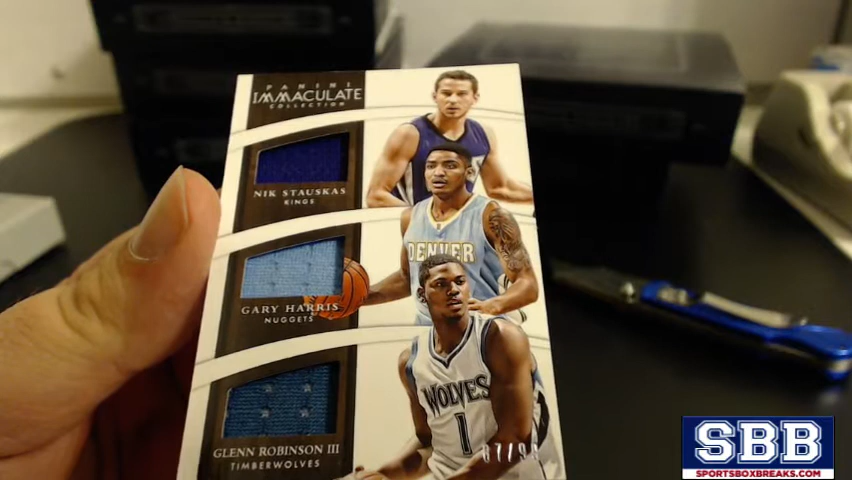 PANINI
IMMACULATE
COLLECTION
NIK STAUSKAS
KINGS
DENVER
GARY HARRIS
NUGGETS
WOLVES
1
GLENN ROBINSON III
TIMBERWOLVES
SBB
SPORTSBOXBREAKS.COM